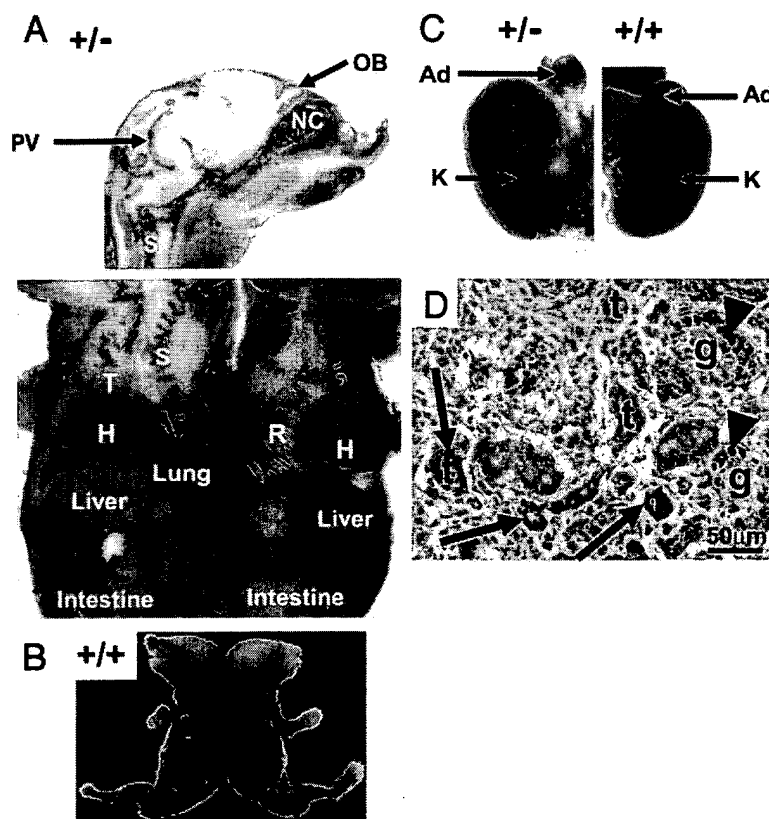 A +/-
OB
NC
PV
S
S
T
H
R
H
Lung
Liver
Liver
Intestine
Intestine
B +/+
C +/- +/+
Ad
Ad
K
K
D
t
g
t
g
t
50µm